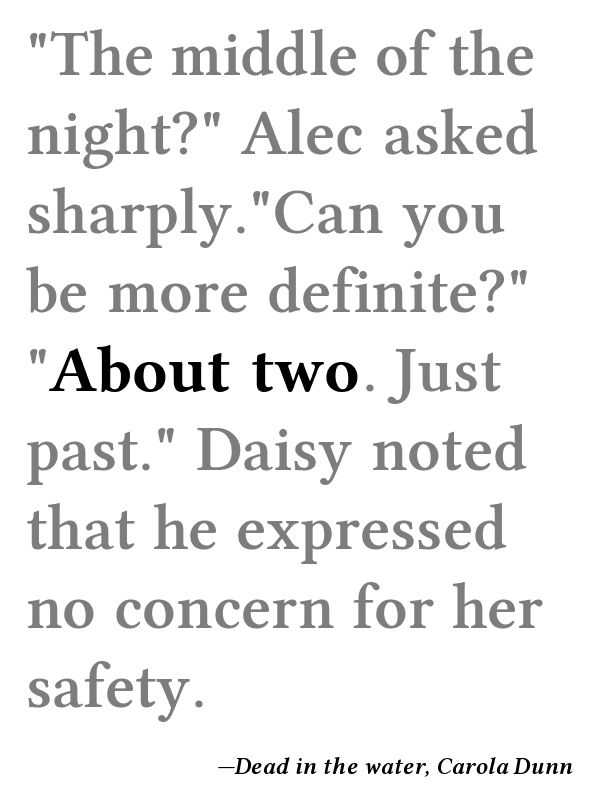 "The middle of the
night?" Alec asked
sharply."Can you
be more definite?"
"About two. Just
past." Daisy noted
that he expressed
no concern for her
safety.
—Dead in the water, Carola Dunn